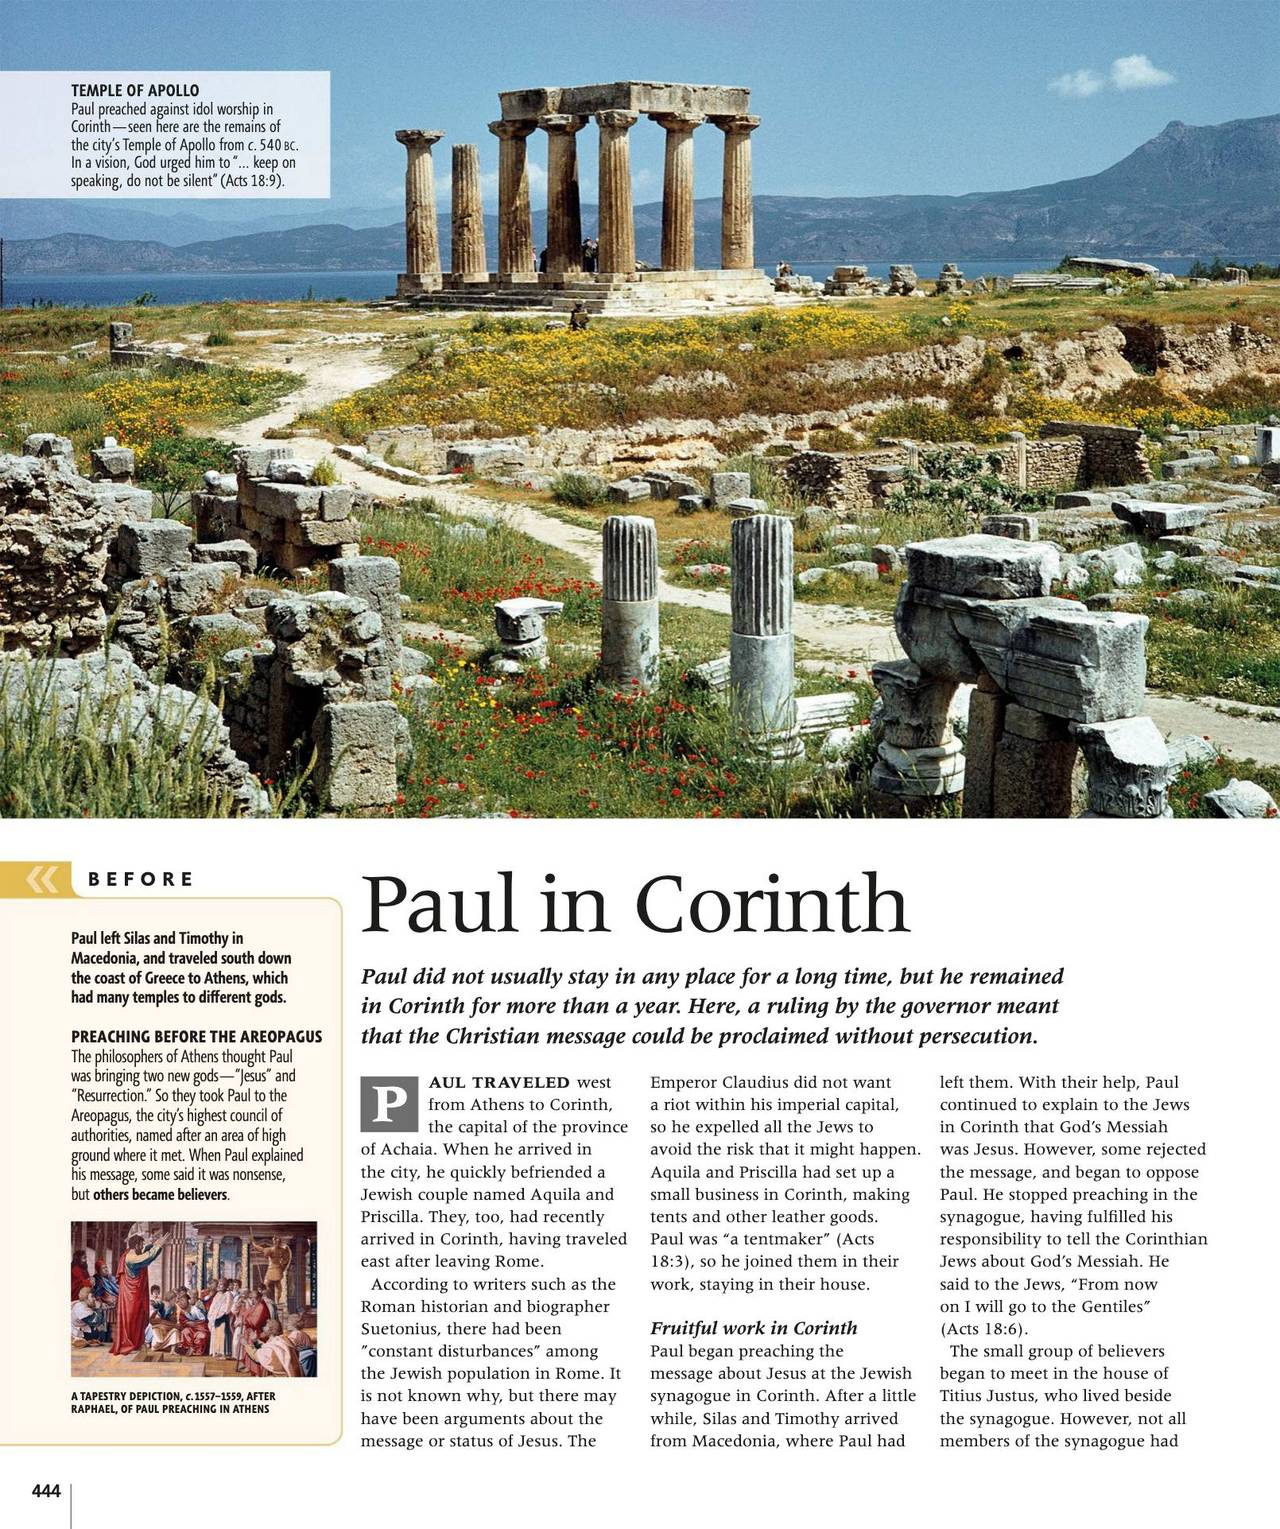 TEMPLE OF APOLLO
Paul preached against idol worship in
Corinth—seen here are the remains of
the city's Temple of Apollo from c. 540 BC.
In a vision, God urged him to "... keep on
speaking, do not be silent" (Acts 18:9).
BEFORE
Paul left Silas and Timothy in
Macedonia, and traveled south down
the coast of Greece to Athens, which
had many temples to different gods.
PREACHING BEFORE THE AREOPAGUS
The philosophers of Athens thought Paul
was bringing two new gods—"Jesus" and
"Resurrection." So they took Paul to the
Areopagus, the city's highest council of
authorities, named after an area of high
ground where it met. When Paul explained
his message, some said it was nonsense,
but others became believers.
A TAPESTRY DEPICTION, c.1557–1559, AFTER
RAPHAEL, OF PAUL PREACHING IN ATHENS
Paul in Corinth
Paul did not usually stay in any place for a long time, but he remained
in Corinth for more than a year. Here, a ruling by the governor meant
that the Christian message could be proclaimed without persecution.
PAUL TRAVELED west
from Athens to Corinth,
the capital of the province
of Achaia. When he arrived in
the city, he quickly befriended a
Jewish couple named Aquila and
Priscilla. They, too, had recently
arrived in Corinth, having traveled
east after leaving Rome.
According to writers such as the
Roman historian and biographer
Suetonius, there had been
"constant disturbances" among
the Jewish population in Rome. It
is not known why, but there may
have been arguments about the
message or status of Jesus. The
Emperor Claudius did not want
a riot within his imperial capital,
so he expelled all the Jews to
avoid the risk that it might happen.
Aquila and Priscilla had set up a
small business in Corinth, making
tents and other leather goods.
Paul was "a tentmaker" (Acts
18:3), so he joined them in their
work, staying in their house.
Fruitful work in Corinth
Paul began preaching the
message about Jesus at the Jewish
synagogue in Corinth. After a little
while, Silas and Timothy arrived
from Macedonia, where Paul had
left them. With their help, Paul
continued to explain to the Jews
in Corinth that God's Messiah
was Jesus. However, some rejected
the message, and began to oppose
Paul. He stopped preaching in the
synagogue, having fulfilled his
responsibility to tell the Corinthian
Jews about God's Messiah. He
said to the Jews, "From now
on I will go to the Gentiles"
(Acts 18:6).
The small group of believers
began to meet in the house of
Titius Justus, who lived beside
the synagogue. However, not all
members of the synagogue had
444